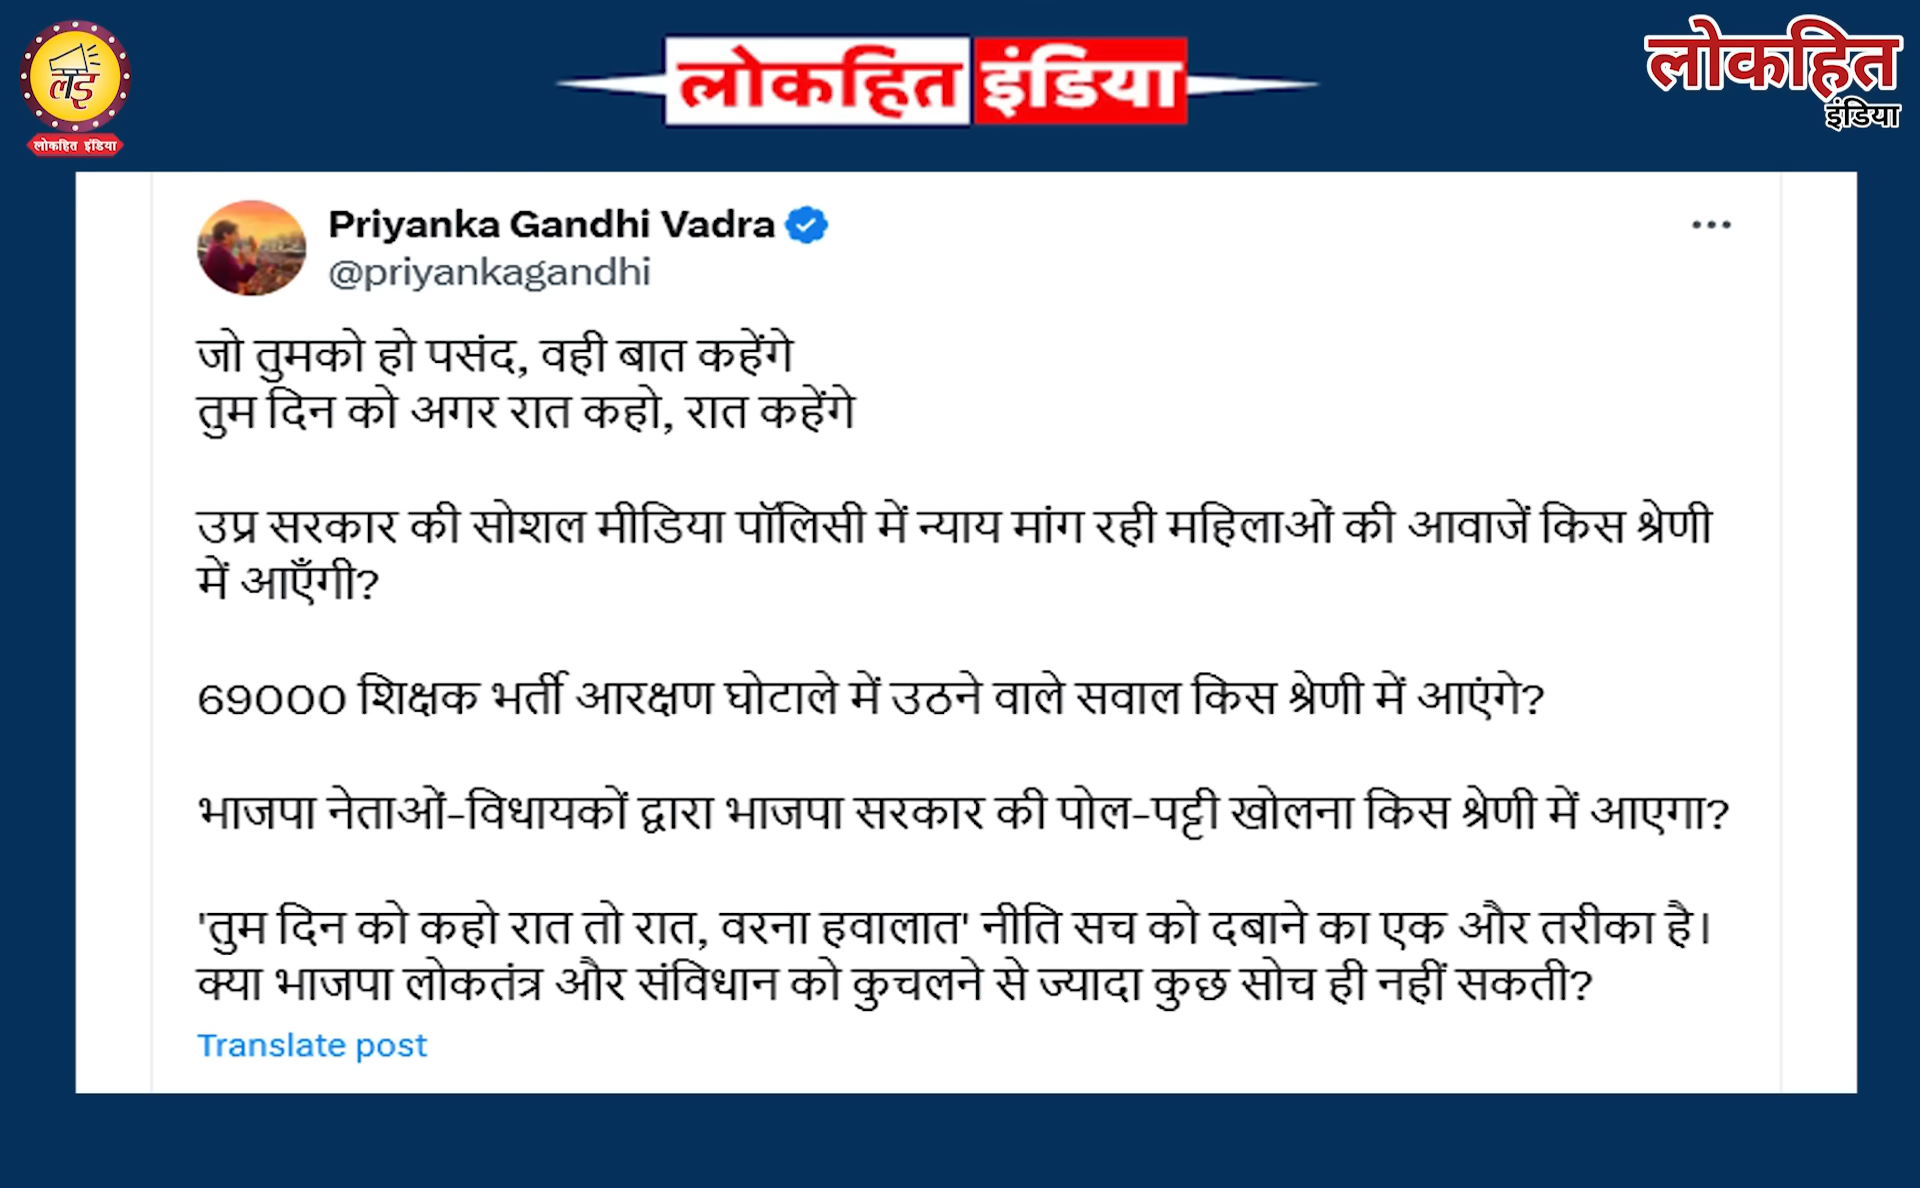 लइ
लोकहित इंडिया
लोकहित इंडिया
लोकहित
इंडिया
Priyanka Gandhi Vadra
@priyankagandhi
जो तुमको हो पसंद, वही बात कहेंगे
तुम दिन को अगर रात कहो, रात कहेंगे
उप्र सरकार की सोशल मीडिया पॉलिसी में न्याय मांग रही महिलाओं की आवाजें किस श्रेणी
में आएँगी?
69000 शिक्षक भर्ती आरक्षण घोटाले में उठने वाले सवाल किस श्रेणी में आएंगे?
भाजपा नेताओं-विधायकों द्वारा भाजपा सरकार की पोल-पट्टी खोलना किस श्रेणी में आएगा?
'तुम दिन को कहो रात तो रात, वरना हवालात' नीति सच को दबाने का एक और तरीका है।
क्या भाजपा लोकतंत्र और संविधान को कुचलने से ज्यादा कुछ सोच ही नहीं सकती?
Translate post